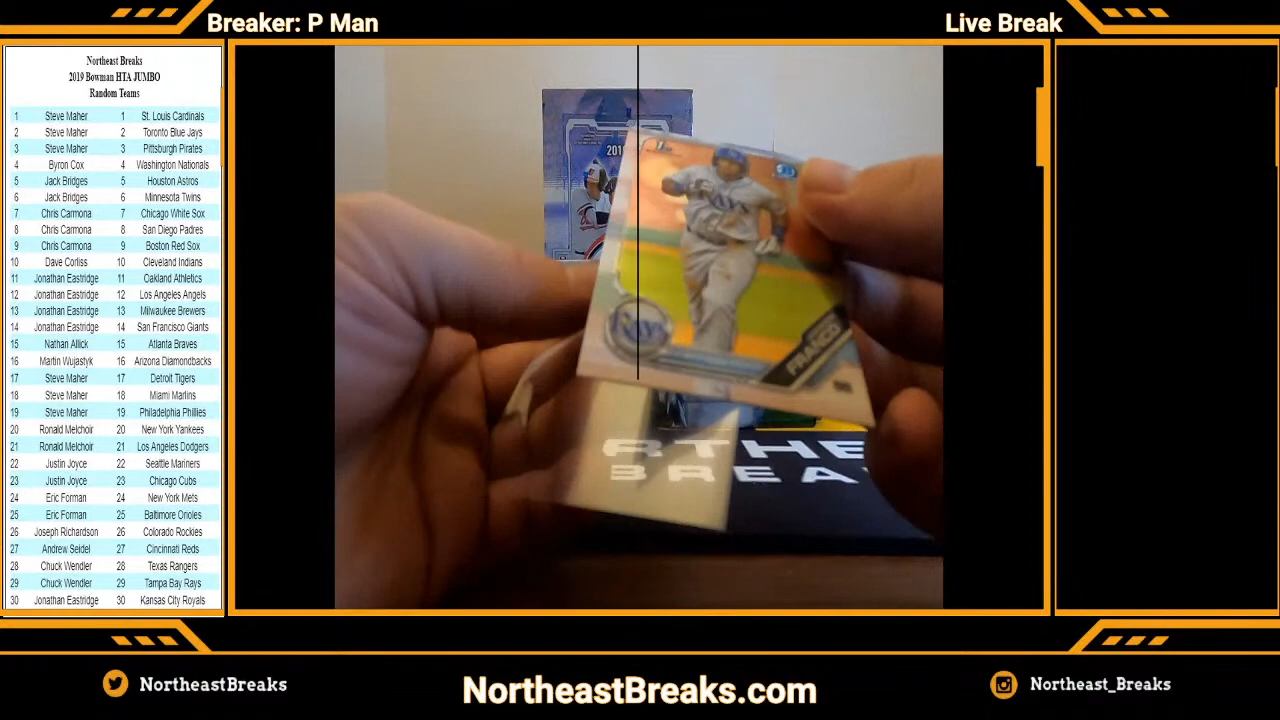 Breaker: P Man
Live Break
Northeast Breaks
2019 Bowman HTA JUMBO
Random Teams
1 Steve Maher 1 St. Louis Cardinals
2 Steve Maher 2 Toronto Blue Jays
3 Steve Maher 3 Pittsburgh Pirates
4 Byron Cox 4 Washington Nationals
5 Jack Bridges 5 Houston Astros
6 Jack Bridges 6 Minnesota Twins
7 Chris Carmona 7 Chicago White Sox
8 Chris Carmona 8 San Diego Padres
9 Chris Carmona 9 Boston Red Sox
10 Dave Corliss 10 Cleveland Indians
11 Jonathan Eastridge 11 Oakland Athletics
12 Jonathan Eastridge 12 Los Angeles Angels
13 Jonathan Eastridge 13 Milwaukee Brewers
14 Jonathan Eastridge 14 San Francisco Giants
15 Nathan Allick 15 Atlanta Braves
16 Martin Wujastyk 16 Arizona Diamondbacks
17 Steve Maher 17 Detroit Tigers
18 Steve Maher 18 Miami Marlins
19 Steve Maher 19 Philadelphia Phillies
20 Ronald Melchoir 20 New York Yankees
21 Ronald Melchoir 21 Los Angeles Dodgers
22 Justin Joyce 22 Seattle Mariners
23 Justin Joyce 23 Chicago Cubs
24 Eric Forman 24 New York Mets
25 Eric Forman 25 Baltimore Orioles
26 Joseph Richardson 26 Colorado Rockies
27 Andrew Seidel 27 Cincinnati Reds
28 Chuck Wendler 28 Texas Rangers
29 Chuck Wendler 29 Tampa Bay Rays
30 Jonathan Eastridge 30 Kansas City Royals
201
RAYS
Rays
FRANCO
RTHE
BREA
NortheastBreaks
NortheastBreaks.com
Northeast_Breaks